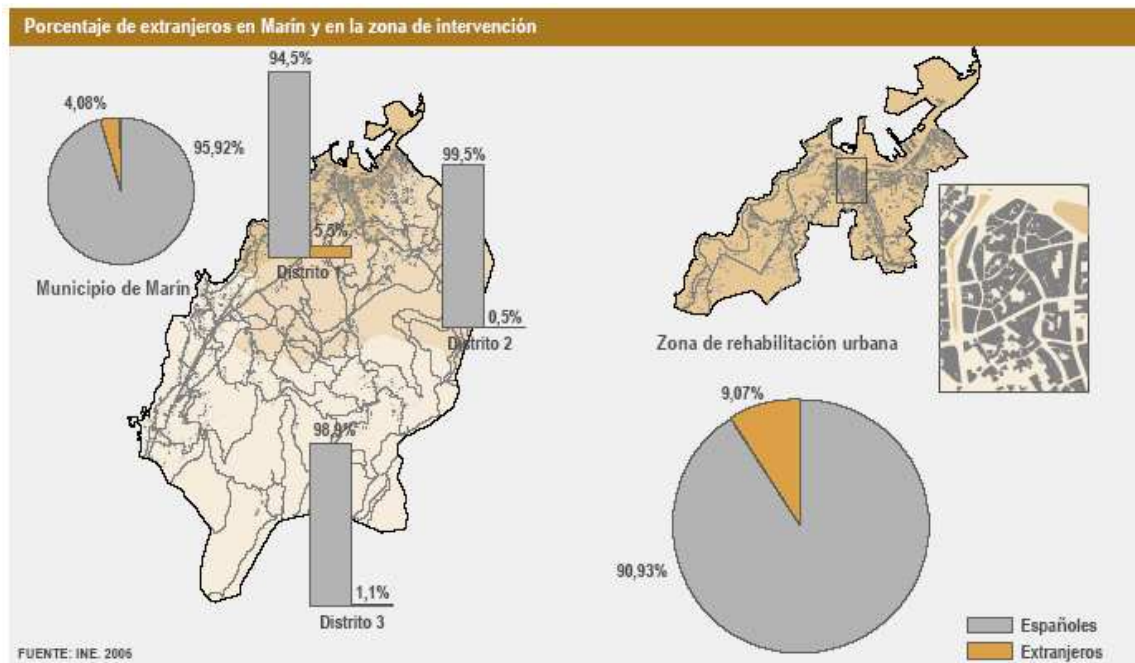 Porcentaje de extranjeros en Marín y en la zona de intervención
94,5%
4,08%
95,92%
99,5%
5,5%
Distrito 1
Municipio de Marín
0,5%
Distrito 2
Zona de rehabilitación urbana
9,07%
98,9%
90,93%
1,1%
Distrito 3
Españoles
Extranjeros
FUENTE: INE. 2006